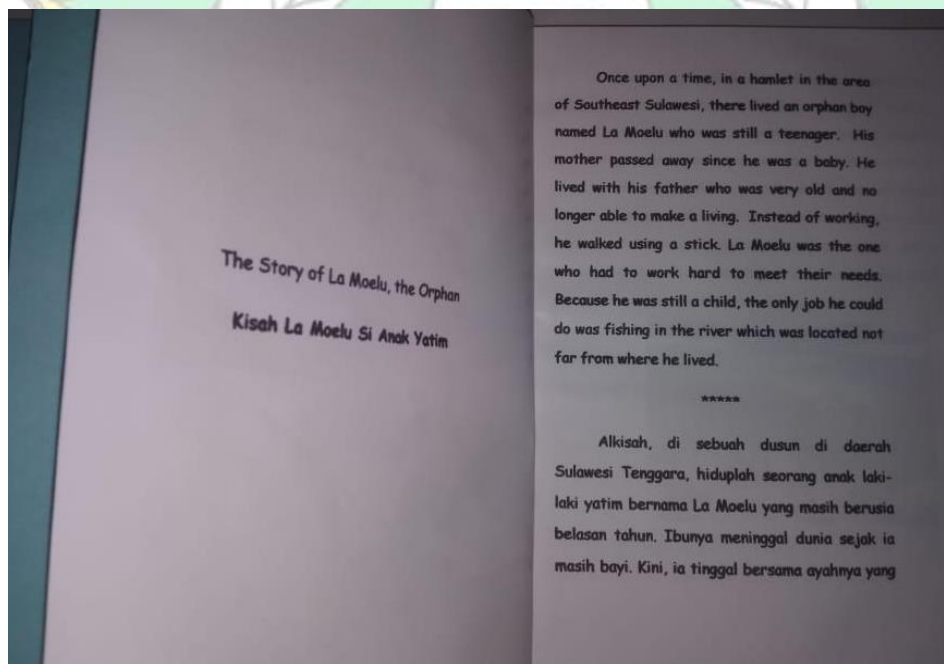 The Story of La Moelu, the Orphan
Kisah La Moelu Si Anak Yatim
Once upon a time, in a hamlet in the area
of Southeast Sulawesi, there lived an orphan boy
named La Moelu who was still a teenager. His
mother passed away since he was a baby. He
lived with his father who was very old and no
longer able to make a living. Instead of working,
he walked using a stick. La Moelu was the one
who had to work hard to meet their needs.
Because he was still a child, the only job he could
do was fishing in the river which was located not
far from where he lived.
*****
Alkisah, di sebuah dusun di daerah
Sulawesi Tenggara, hiduplah seorang anak laki-
laki yatim bernama La Moelu yang masih berusia
belasan tahun. Ibunya meninggal dunia sejak ia
masih bayi. Kini, ia tinggal bersama ayahnya yang